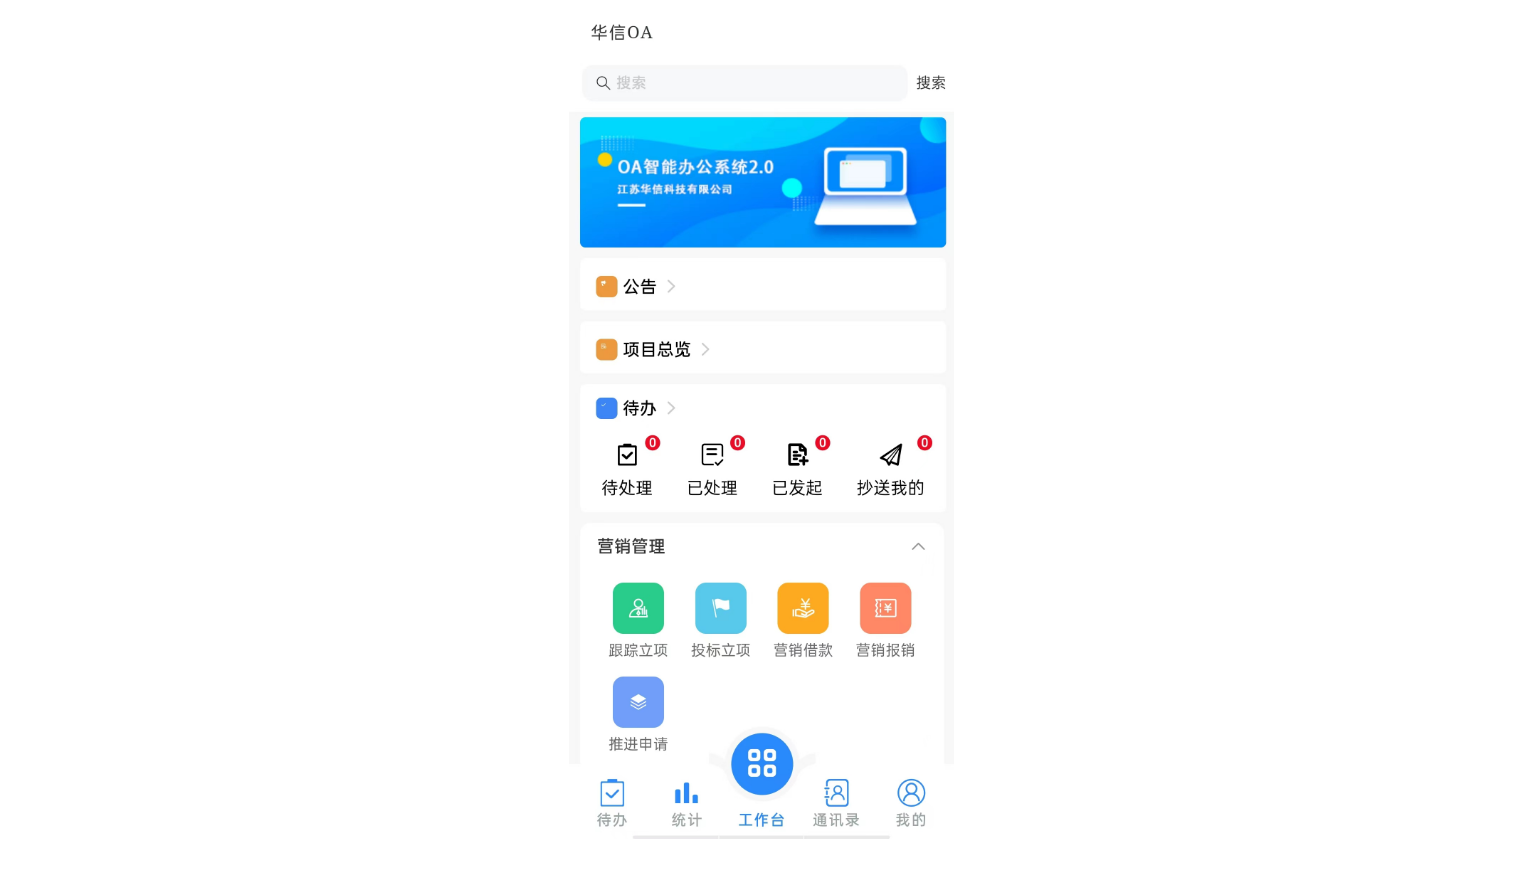 华信OA
搜索 搜索
OA智能办公系统2.0
江苏华信科技有限公司
公告
项目总览
待办
0 0 0 0
待处理 已处理 已发起 抄送我的
营销管理
跟踪立项 投标立项 营销借款 营销报销
推进申请
待办 统计 工作台 通讯录 我的